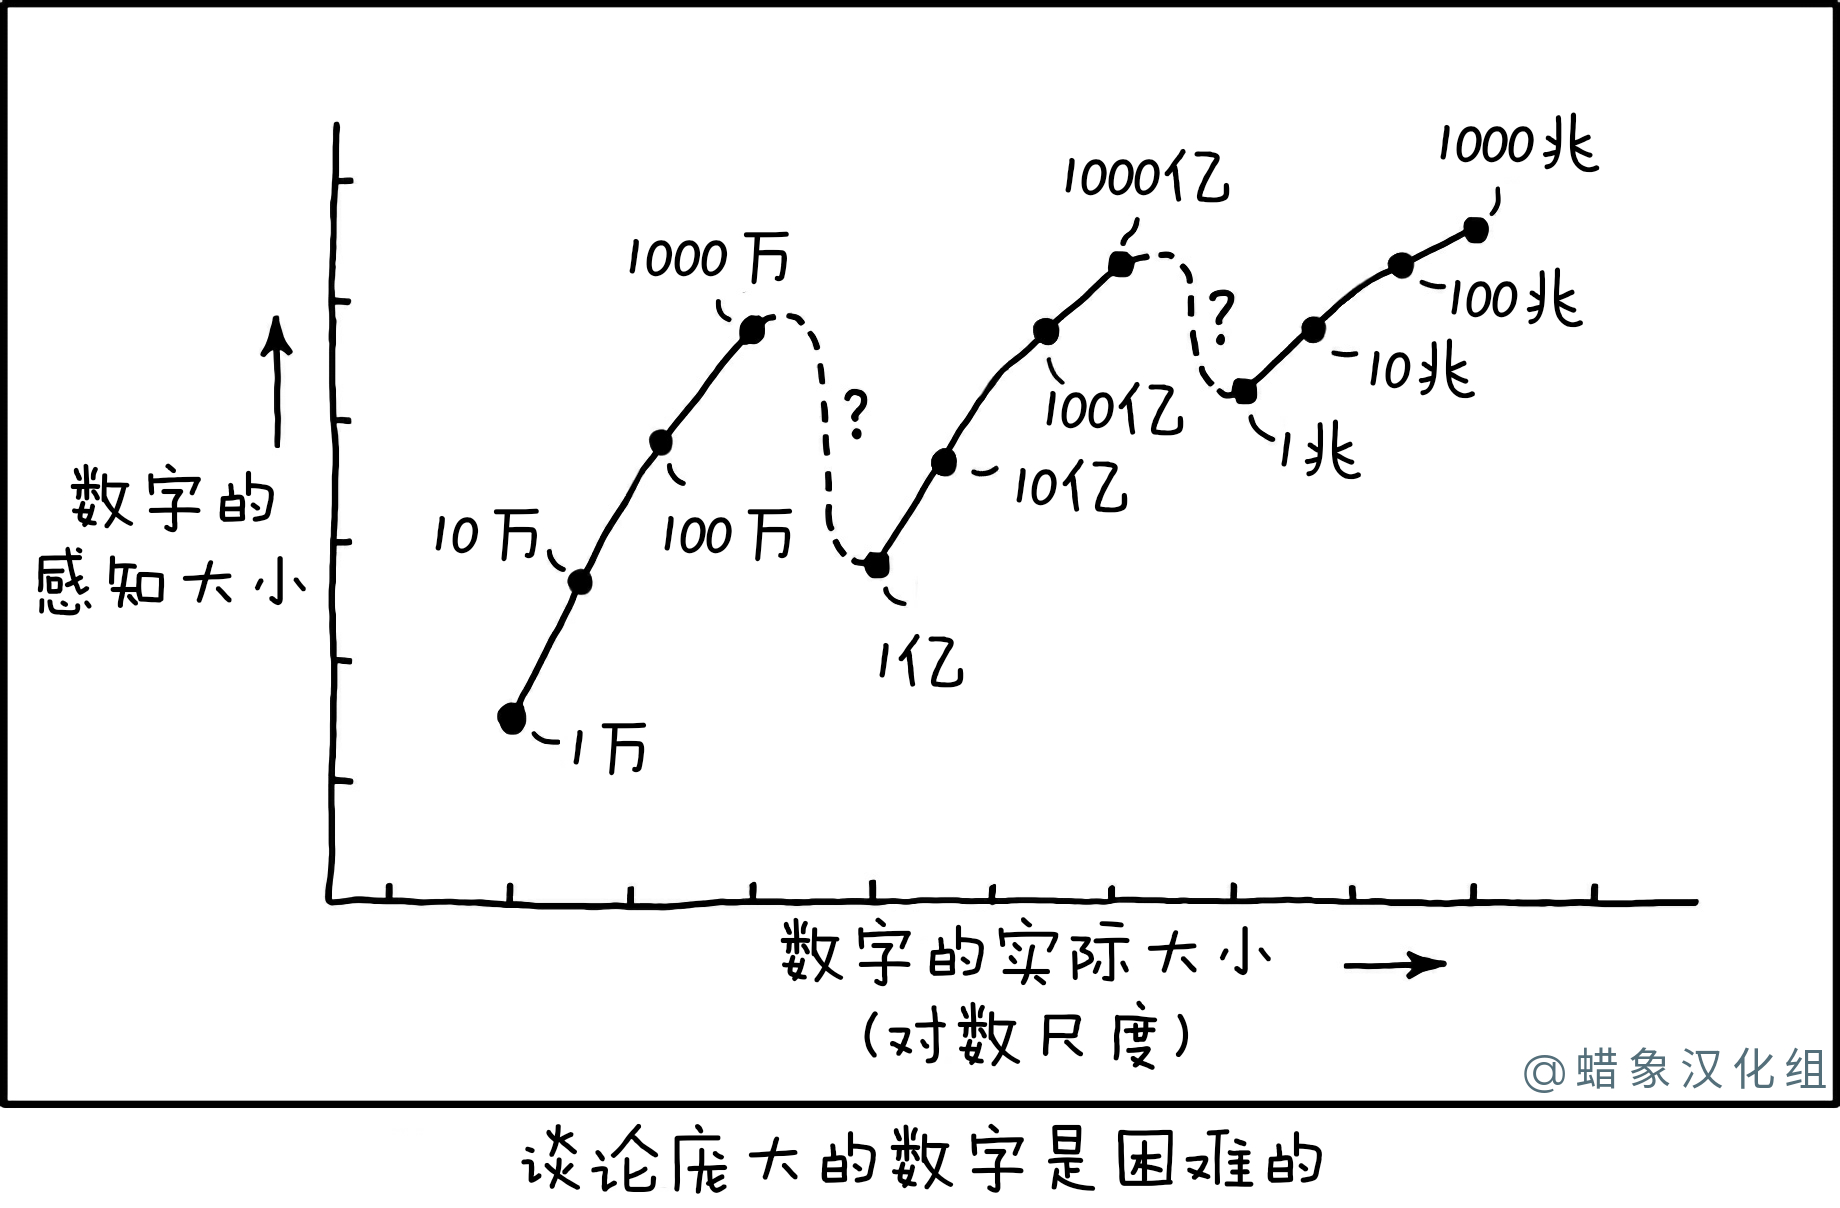 1000兆
1000亿
1000万
?
100兆
10兆
?
100亿
1兆
10亿
数字的
感知大小
10万
100万
1亿
1万
数字的实际大小
(对数尺度)
@蜡象汉化组
谈论庞大的数字是困难的